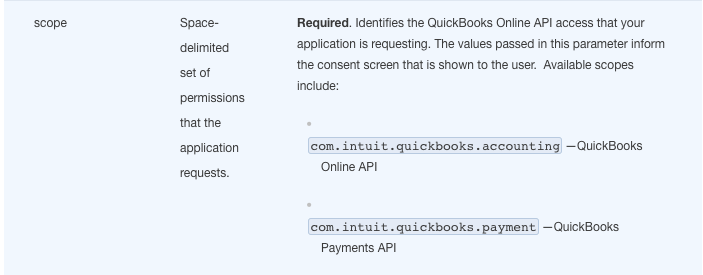 scope
Space-
delimited
set of
permissions
that the
application
requests.
Required. Identifies the QuickBooks Online API access that your
application is requesting. The values passed in this parameter inform
the consent screen that is shown to the user.  Available scopes
include:
com.intuit.quickbooks.accounting —QuickBooks
Online API
com.intuit.quickbooks.payment —QuickBooks
Payments API